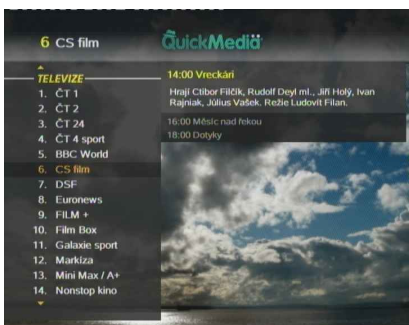 6 CS film
QuickMedia
TELEVIZE
1. ČT 1
2. ČT 2
3. ČT 24
4. ČT 4 sport
5. BBC World
6. CS film
7. DSF
8. Euronews
9. FILM +
10. Film Box
11. Galaxie sport
12. Markíza
13. Mini Max / A+
14. Nonstop kino
14:00 Vreckári
Hrají Ctibor Filčík, Rudolf Deyl ml., Jiří Holý, Ivan
Rajniak, Július Vašek. Režie Ludovít Filan.
16:00 Měsíc nad řekou
18:00 Dotyky